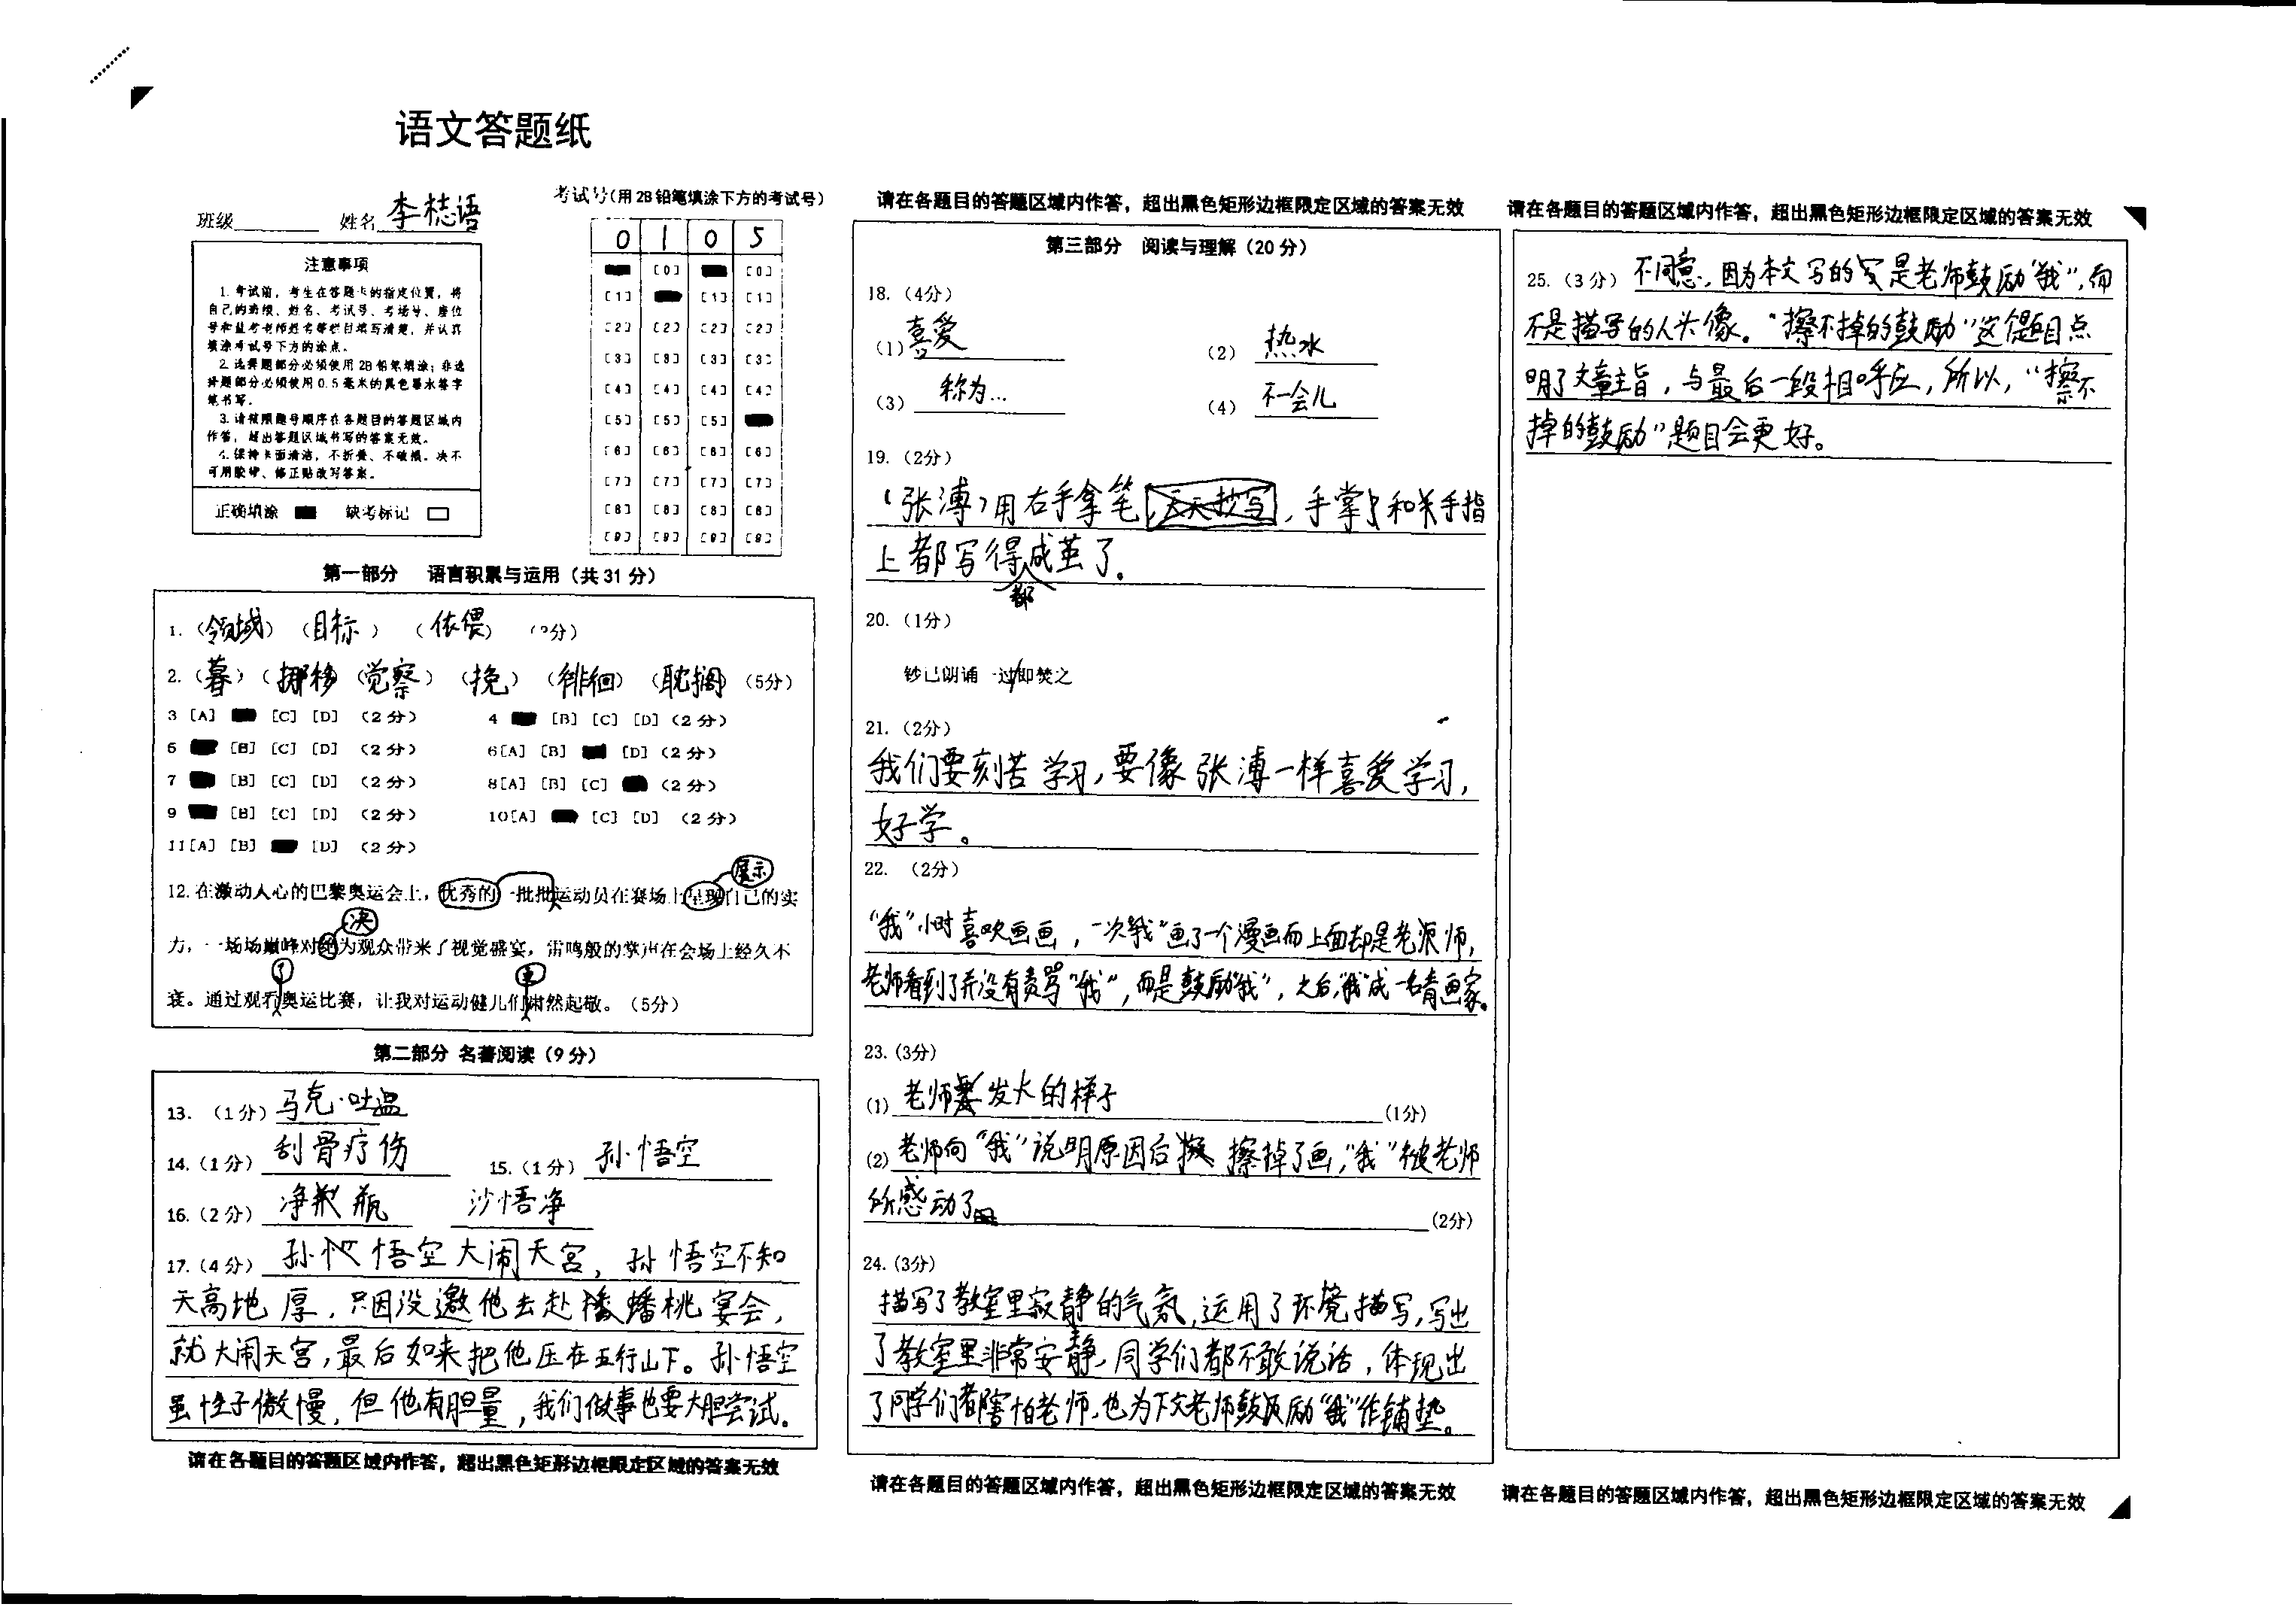 语文答题纸
班级 姓名 李梽语
考试号(用2B铅笔填涂下方的考试号)
0 1 0 5
[0] [0]
[1] [1] [1]
[2] [2] [2] [2]
[3] [3] [3] [3]
[4] [4] [4] [4]
[5] [5] [5]
[6] [6] [6] [6]
[7] [7] [7] [7]
[8] [8] [8] [8]
[9] [9] [9] [9]
注意事项
1.考试前,考生在答题卡的指定位置,将
自己的班级、姓名、考试号、考场号、座位
号和监考老师姓名等栏目填写清楚,并认真
填涂考试号下方的涂点。
2.选择题部分必须使用2B铅笔填涂;非选
择题部分必须使用0.5毫米的黑色墨水签字
笔书写。
3.请按照题号顺序在各题目的答题区域内
作答,超出答题区域书写的答案无效。
4.保持卡面清洁,不折叠、不破损。决不
可用胶带、修正贴改写答案。
正确填涂 缺考标记
第一部分 语言积累与运用(共31分)
1.(领域)(目标)(依偎)(3分)
2.(暮)(挪移)(觉察)(挽)(徘徊)(耽搁)(5分)
3 [A] [C] [D] (2分) 4 [B] [C] [D] (2分)
5 [B] [C] [D] (2分) 6[A] [B] [D] (2分)
7 [B] [C] [D] (2分) 8[A] [B] [C] (2分)
9 [B] [C] [D] (2分) 10[A] [C] [D] (2分)
11[A] [B] [D] (2分)
展示
12.在激动人心的巴黎奥运会上,优秀的一批批运动员在赛场上呈现自己的实
决
力,一场场巅峰对绝为观众带来了视觉盛宴,雷鸣般的掌声在会场上经久不
了 更
衰。通过观看奥运比赛,让我对运动健儿们肃然起敬。(5分)
第二部分 名著阅读(9分)
13.(1分)马克·吐温
14.(1分)刮骨疗伤 15.(1分)孙悟空
16.(2分)净瓶 沙悟净
17.(4分)孙悟空大闹天宫,孙悟空不知
天高地厚,只因没邀他去赴蟠桃宴会,
就大闹天宫,最后如来把他压在五行山下。孙悟空
虽性子傲慢,但他有胆量,我们做事也要大胆尝试。
请在各题目的答题区域内作答,超出黑色矩形边框限定区域的答案无效
请在各题目的答题区域内作答,超出黑色矩形边框限定区域的答案无效
第三部分 阅读与理解(20分)
18.(4分)
(1)喜爱 (2)热水
(3)称为… (4)不一会儿
19.(2分)
(张溥)用右手拿笔,手掌和关手指
上都写得成茧了。
都
20.(1分)
钞已朗诵一过即焚之
21.(2分)
我们要刻苦学习,要像张溥一样喜爱学习,
好学。
22.(2分)
“我”小时喜欢画画,一次“我”画了一个漫画而上面却是老师,
老师看到了并没有责骂“我”,而是鼓励“我”,之后,“我”成一名青画家。
23.(3分)
(1)老师发火的样子 (1分)
(2)老师向“我”说明原因后擦掉了画,“我”被老师
所感动了 (2分)
24.(3分)
描写了教室里寂静的气氛,运用了环境描写,写出
了教室里非常安静,同学们都不敢说话,体现出
了同学们都害怕老师,也为下文老师鼓励“我”作铺垫。
请在各题目的答题区域内作答,超出黑色矩形边框限定区域的答案无效
请在各题目的答题区域内作答,超出黑色矩形边框限定区域的答案无效
25.(3分)不同意,因为本文写的是老师鼓励“我”,而
不是描写的人头像。“擦不掉的鼓励”这个题目点
明了文章主旨,与最后一段相呼应,所以,“擦不
掉的鼓励”题目会更好。
请在各题目的答题区域内作答,超出黑色矩形边框限定区域的答案无效